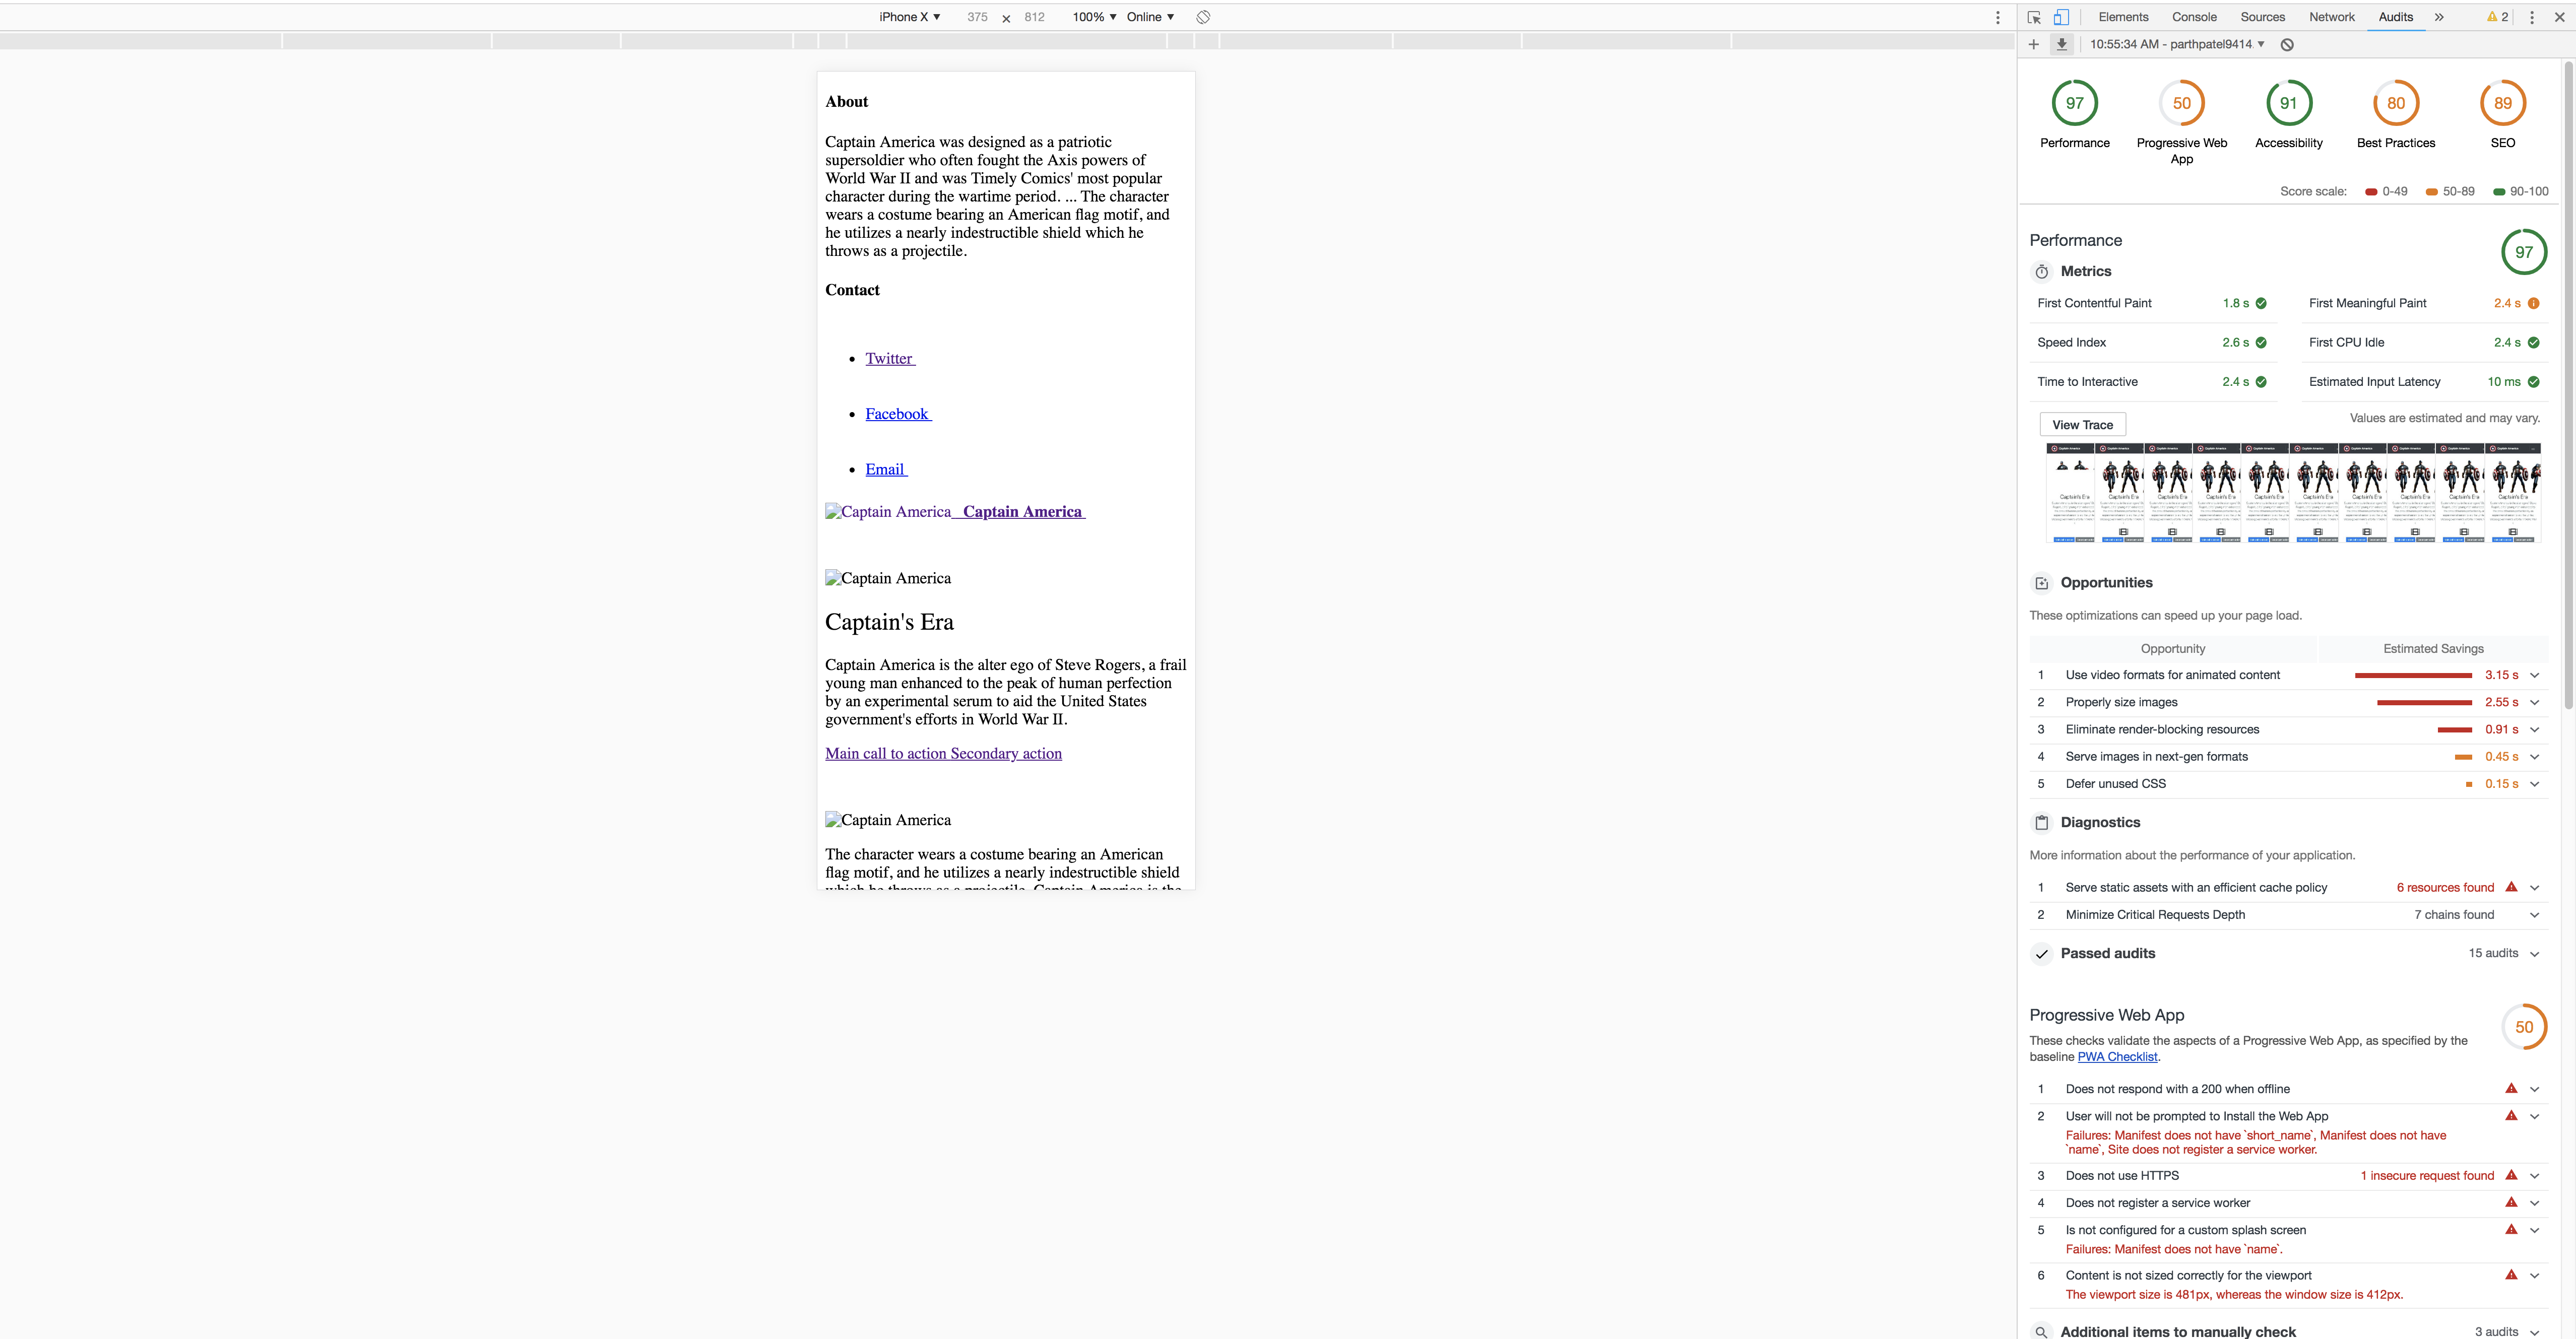 iPhone X ▼ 375 × 812 100% ▼ Online ▼
Elements Console Sources Network Audits » 2
10:55:34 AM - parthpatel9414 ▼
About
Captain America was designed as a patriotic
supersoldier who often fought the Axis powers of
World War II and was Timely Comics' most popular
character during the wartime period. ... The character
wears a costume bearing an American flag motif, and
he utilizes a nearly indestructible shield which he
throws as a projectile.
Contact
• Twitter
• Facebook
• Email
Captain America Captain America
Captain America
Captain's Era
Captain America is the alter ego of Steve Rogers, a frail
young man enhanced to the peak of human perfection
by an experimental serum to aid the United States
government's efforts in World War II.
Main call to action Secondary action
Captain America
The character wears a costume bearing an American
flag motif, and he utilizes a nearly indestructible shield
which he throws as a projectile. Captain America is the
97 50 91 80 89
Performance Progressive Web App Accessibility Best Practices SEO
Score scale: 0-49 50-89 90-100
Performance 97
Metrics
First Contentful Paint 1.8 s First Meaningful Paint 2.4 s
Speed Index 2.6 s First CPU Idle 2.4 s
Time to Interactive 2.4 s Estimated Input Latency 10 ms
View Trace Values are estimated and may vary.
Opportunities
These optimizations can speed up your page load.
Opportunity Estimated Savings
1 Use video formats for animated content 3.15 s
2 Properly size images 2.55 s
3 Eliminate render-blocking resources 0.91 s
4 Serve images in next-gen formats 0.45 s
5 Defer unused CSS 0.15 s
Diagnostics
More information about the performance of your application.
1 Serve static assets with an efficient cache policy 6 resources found
2 Minimize Critical Requests Depth 7 chains found
Passed audits 15 audits
Progressive Web App 50
These checks validate the aspects of a Progressive Web App, as specified by the
baseline PWA Checklist.
1 Does not respond with a 200 when offline
2 User will not be prompted to Install the Web App
Failures: Manifest does not have `short_name`, Manifest does not have
`name`, Site does not register a service worker.
3 Does not use HTTPS 1 insecure request found
4 Does not register a service worker
5 Is not configured for a custom splash screen
Failures: Manifest does not have `name`.
6 Content is not sized correctly for the viewport
The viewport size is 481px, whereas the window size is 412px.
Additional items to manually check 3 audits